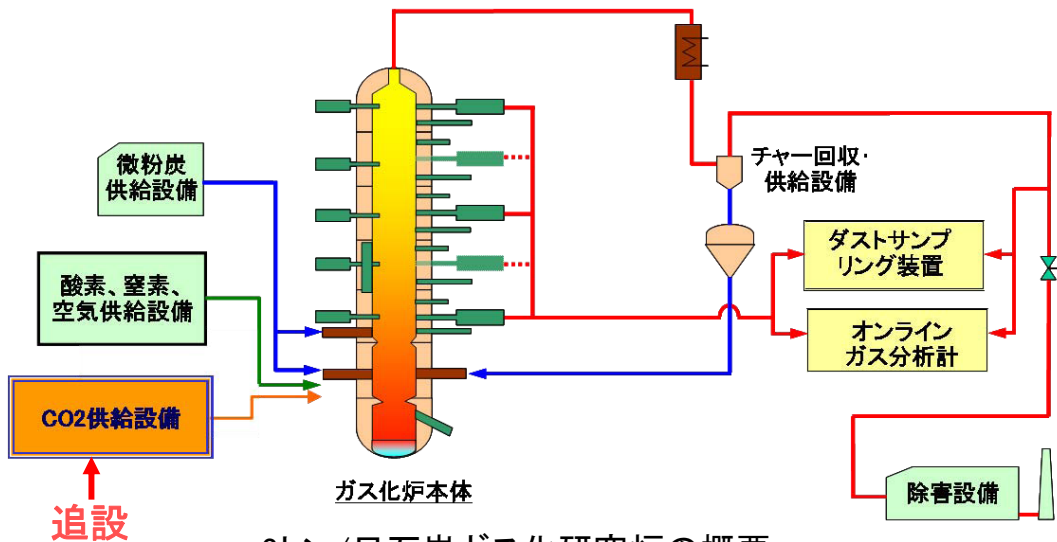 微粉炭
供給設備
酸素、窒素、
空気供給設備
CO2供給設備
追設
ガス化炉本体
チャー回収・
供給設備
ダストサンプ
リング装置
オンライン
ガス分析計
除害設備